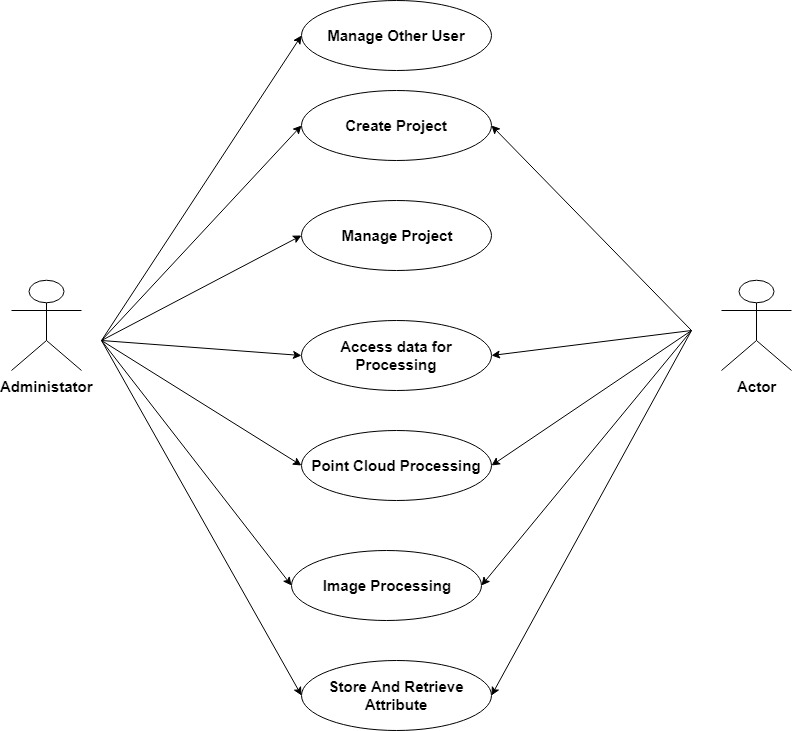 Manage Other User
Create Project
Manage Project
Access data for
Processing
Administator
Actor
Point Cloud Processing
Image Processing
Store And Retrieve
Attribute